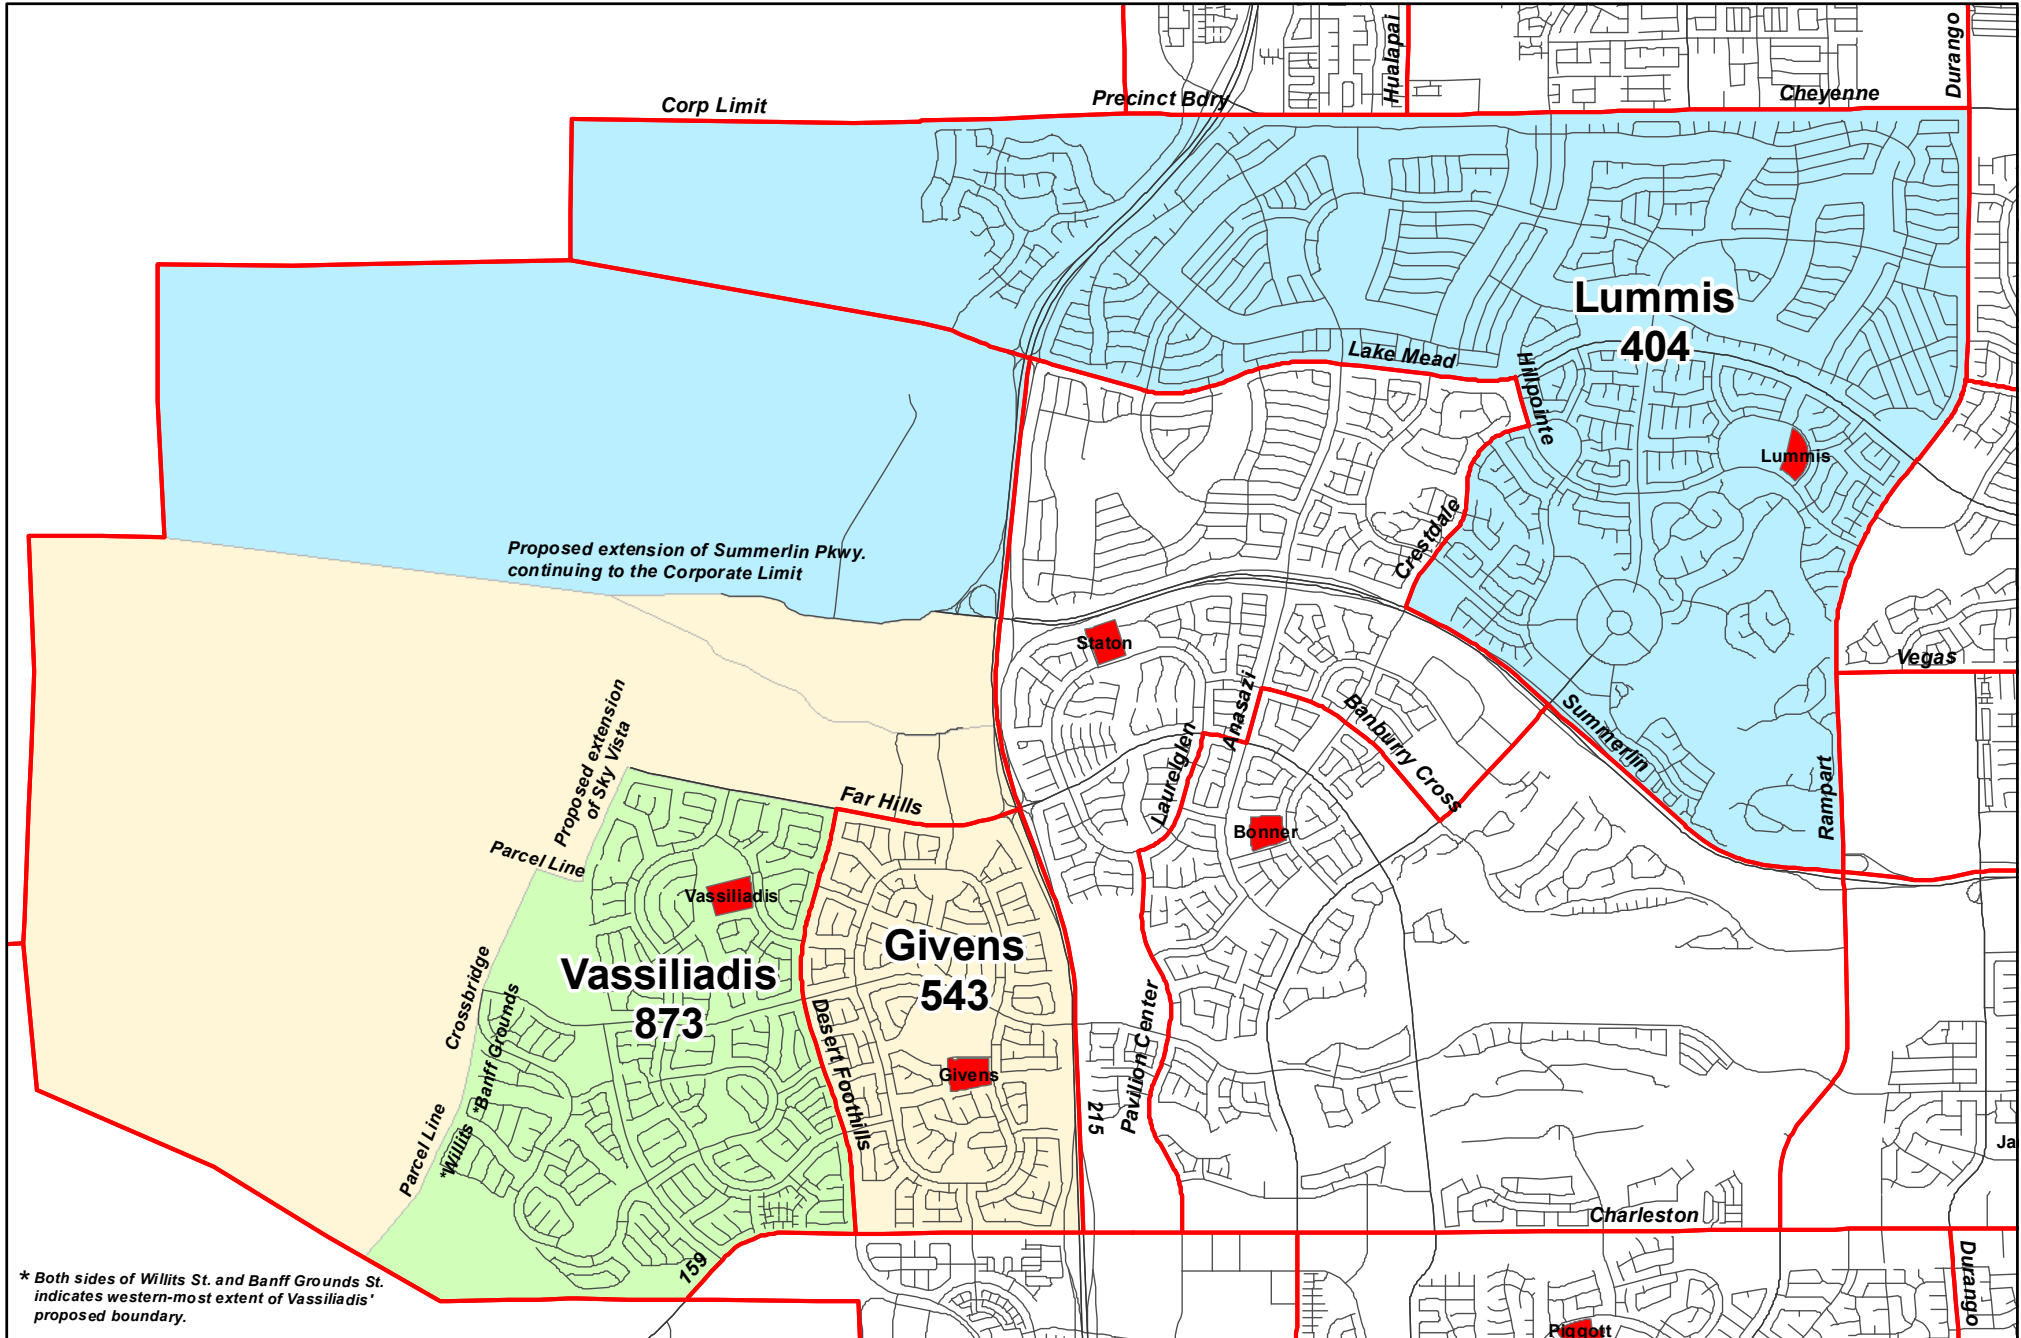 Hualapai
Durango
Corp Limit
Precinct Bdry
Cheyenne
Lummis
404
Lake Mead
Hillpointe
Lummis
Crestdale
Proposed extension of Summerlin Pkwy.
continuing to the Corporate Limit
Staton
Vegas
Anasazi
Banburry Cross
Summerlin
Laurelglen
Proposed extension
of Sky Vista
Far Hills
Rampart
Bonner
Parcel Line
Vassiliadis
Givens
543
Vassiliadis
873
Crossbridge
*Banff Grounds
Desert Foothills
Pavilion Center
Givens
215
Parcel Line
*Willits
Ja
Charleston
159
Durango
* Both sides of Willits St. and Banff Grounds St.
indicates western-most extent of Vassiliadis'
proposed boundary.
Piggott